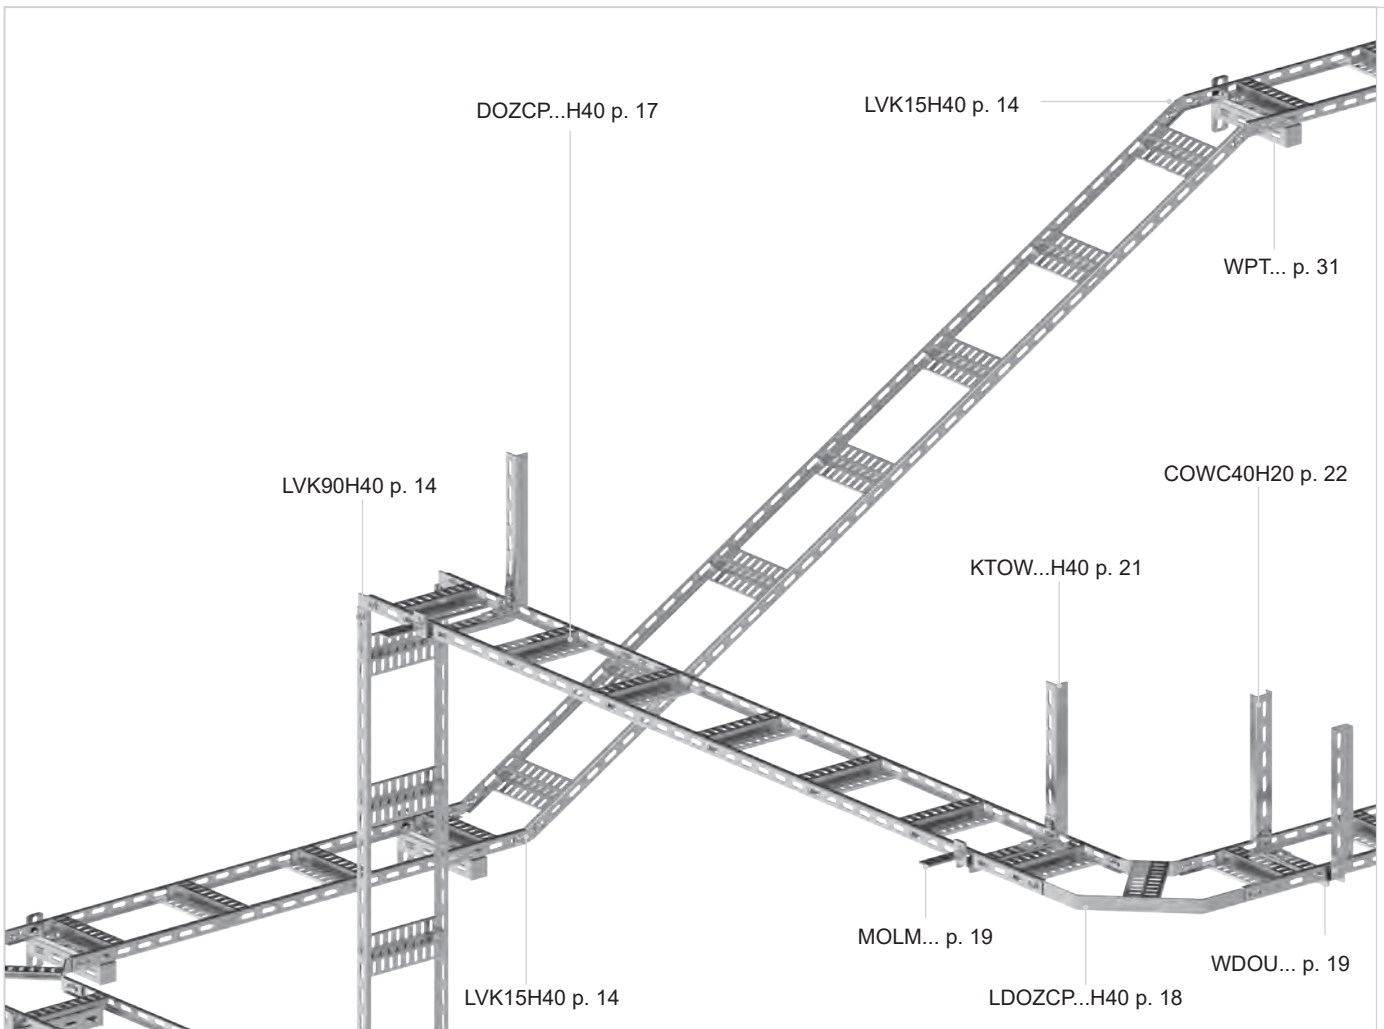 LVK15H40 p. 14
DOZCP...H40 p. 17
WPT... p. 31
COWC40H20 p. 22
LVK90H40 p. 14
KTOW...H40 p. 21
MOLM... p. 19
WDOU... p. 19
LVK15H40 p. 14
LDOZCP...H40 p. 18